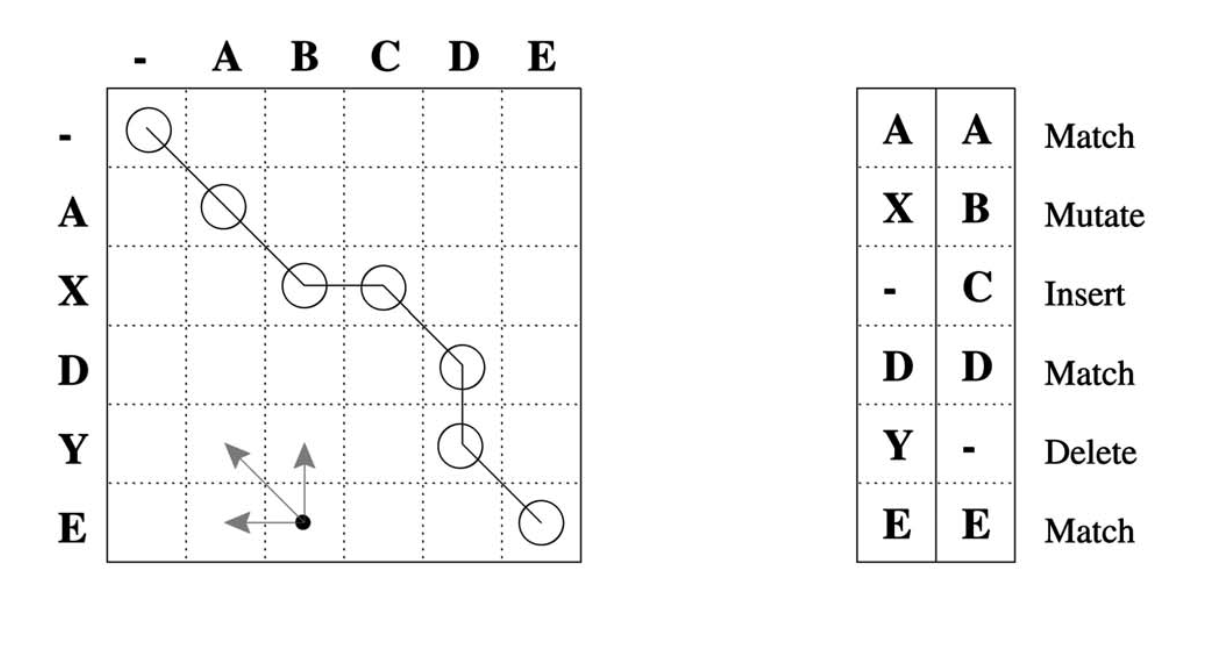 - A B C D E
-
A
X
D
Y
E
A A Match
X B Mutate
- C Insert
D D Match
Y - Delete
E E Match